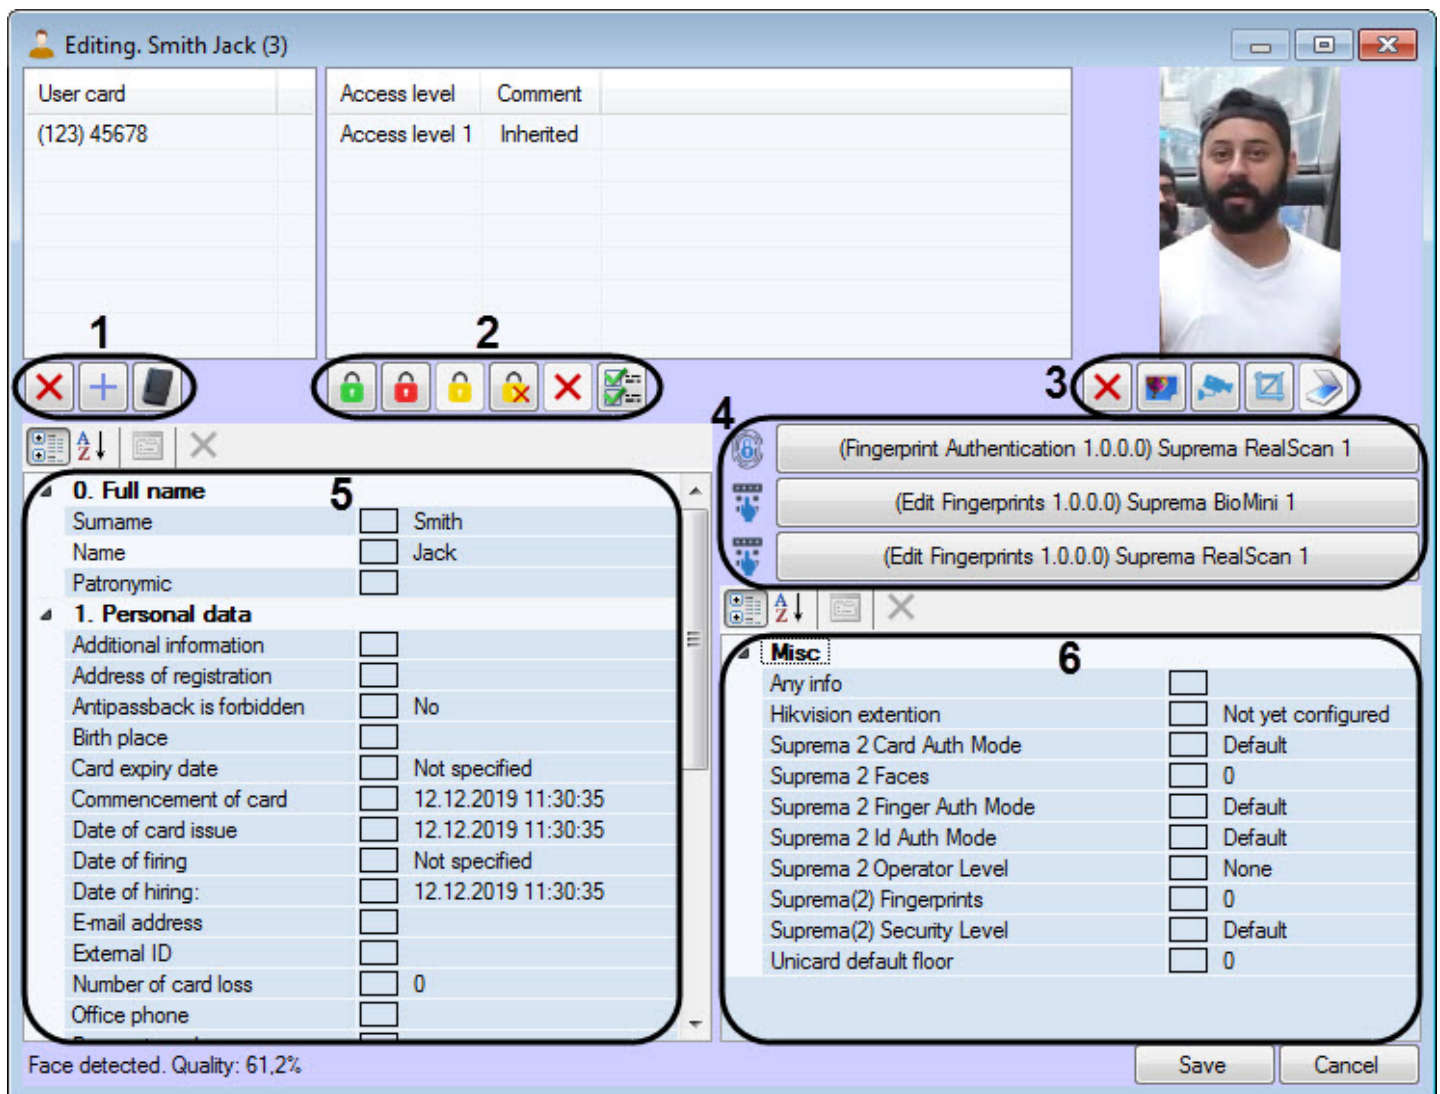 Editing. Smith Jack (3)
User card
(123) 45678
Access level Comment
Access level 1 Inherited
1
2
3
4
(Fingerprint Authentication 1.0.0.0) Suprema RealScan 1
(Edit Fingerprints 1.0.0.0) Suprema BioMini 1
(Edit Fingerprints 1.0.0.0) Suprema RealScan 1
5
0. Full name
Surname Smith
Name Jack
Patronymic
1. Personal data
Additional information
Address of registration
Antipassback is forbidden No
Birth place
Card expiry date Not specified
Commencement of card 12.12.2019 11:30:35
Date of card issue 12.12.2019 11:30:35
Date of firing Not specified
Date of hiring: 12.12.2019 11:30:35
E-mail address
External ID
Number of card loss 0
Office phone
6
Misc
Any info
Hikvision extention Not yet configured
Suprema 2 Card Auth Mode Default
Suprema 2 Faces 0
Suprema 2 Finger Auth Mode Default
Suprema 2 Id Auth Mode Default
Suprema 2 Operator Level None
Suprema(2) Fingerprints 0
Suprema(2) Security Level Default
Unicard default floor 0
Face detected. Quality: 61,2%
Save Cancel